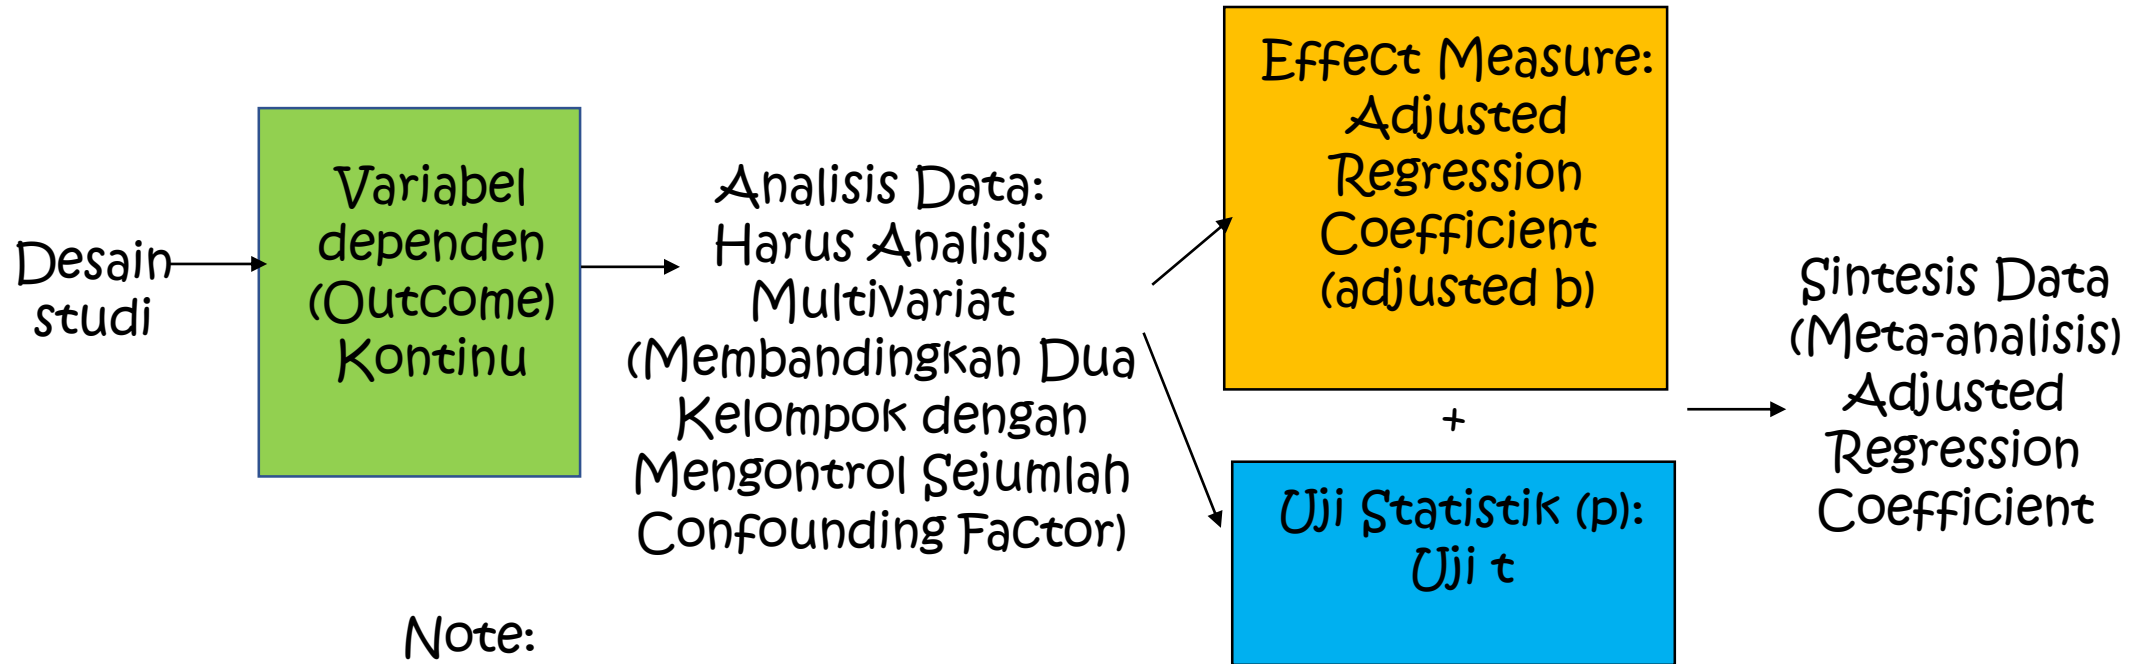 Desain
studi
Variabel
dependen
(Outcome)
Kontinu
Analisis Data:
Harus Analisis
Multivariat
(Membandingkan Dua
Kelompok dengan
Mengontrol Sejumlah
Confounding Factor)
Effect Measure:
Adjusted
Regression
Coefficient
(adjusted b)
+
Uji Statistik (p):
Uji t
Sintesis Data
(Meta-analisis)
Adjusted
Regression
Coefficient
Note: